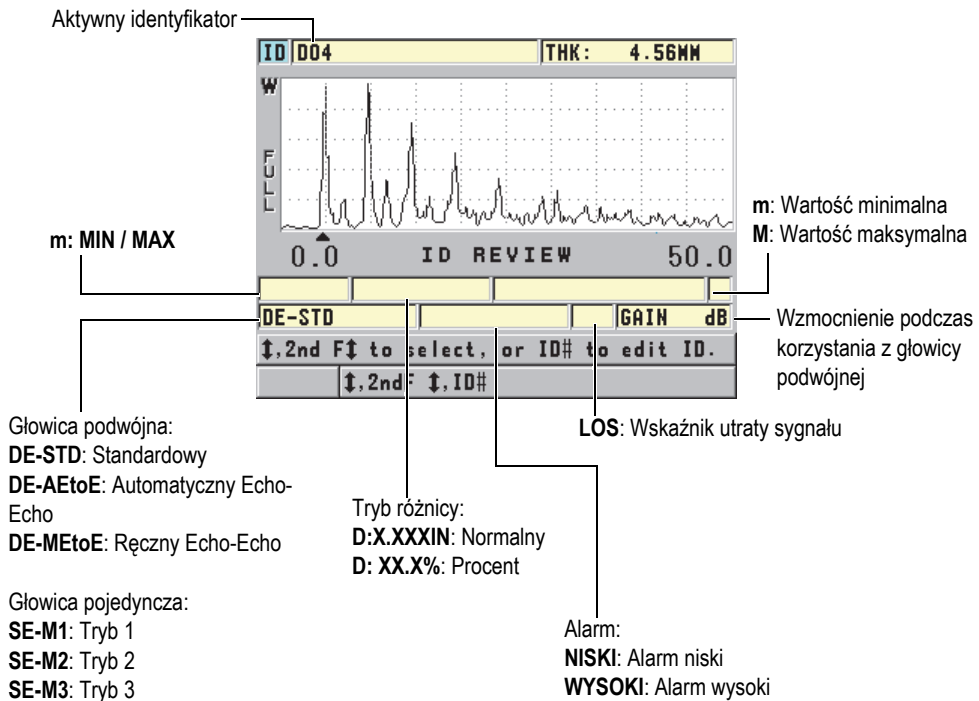 Aktywny identyfikator
ID DO4 THK: 4.56MM
W
FULL
m: Wartość minimalna
M: Wartość maksymalna
m: MIN / MAX
0.0 ID REVIEW 50.0
DE-STD GAIN dB
Wzmocnienie podczas
korzystania z głowicy
podwójnej
↕,2nd F↕ to select, or ID# to edit ID.
↕,2ndF ↕,ID#
Głowica podwójna:
DE-STD: Standardowy
DE-AEtoE: Automatyczny Echo-
Echo
DE-MEtoE: Ręczny Echo-Echo
LOS: Wskaźnik utraty sygnału
Tryb różnicy:
D:X.XXXIN: Normalny
D: XX.X%: Procent
Głowica pojedyncza:
SE-M1: Tryb 1
SE-M2: Tryb 2
SE-M3: Tryb 3
Alarm:
NISKI: Alarm niski
WYSOKI: Alarm wysoki